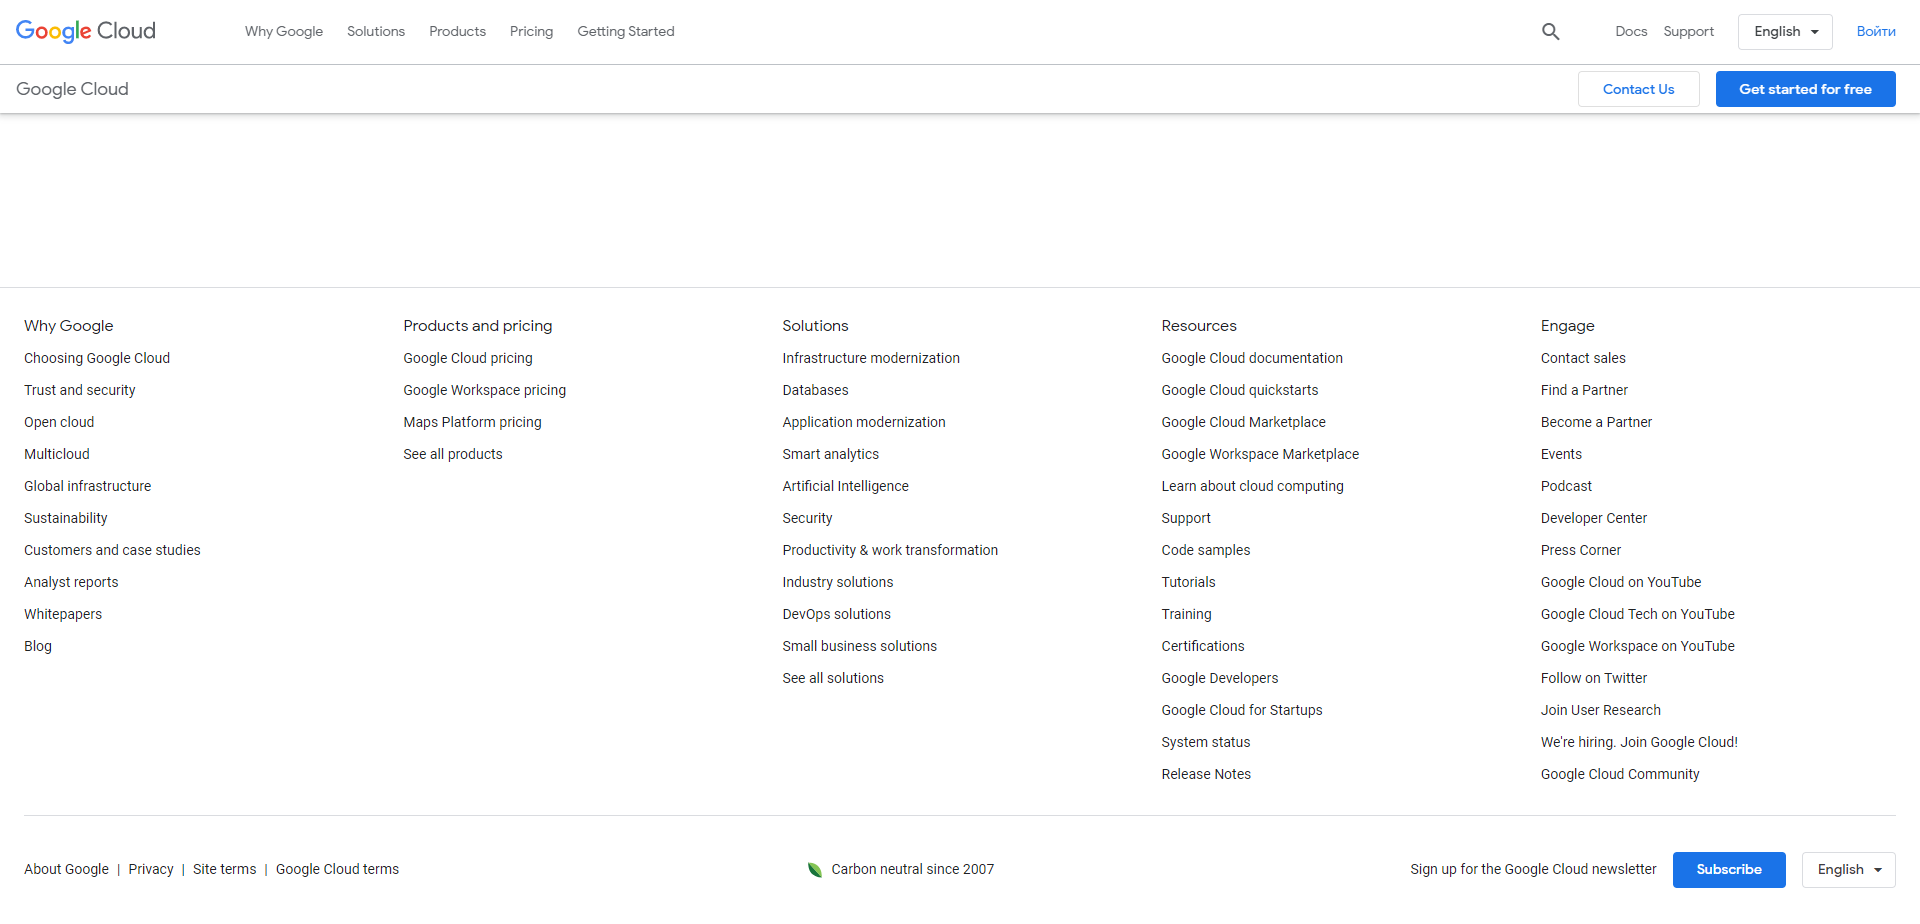 Google Cloud
Why Google
Solutions
Products
Pricing
Getting Started
Docs
Support
English
Войти
Google Cloud
Contact Us
Get started for free
Why Google
Choosing Google Cloud
Trust and security
Open cloud
Multicloud
Global infrastructure
Sustainability
Customers and case studies
Analyst reports
Whitepapers
Blog
Products and pricing
Google Cloud pricing
Google Workspace pricing
Maps Platform pricing
See all products
Solutions
Infrastructure modernization
Databases
Application modernization
Smart analytics
Artificial Intelligence
Security
Productivity & work transformation
Industry solutions
DevOps solutions
Small business solutions
See all solutions
Resources
Google Cloud documentation
Google Cloud quickstarts
Google Cloud Marketplace
Google Workspace Marketplace
Learn about cloud computing
Support
Code samples
Tutorials
Training
Certifications
Google Developers
Google Cloud for Startups
System status
Release Notes
Engage
Contact sales
Find a Partner
Become a Partner
Events
Podcast
Developer Center
Press Corner
Google Cloud on YouTube
Google Cloud Tech on YouTube
Google Workspace on YouTube
Follow on Twitter
Join User Research
We're hiring. Join Google Cloud!
Google Cloud Community
About Google | Privacy | Site terms | Google Cloud terms
Carbon neutral since 2007
Sign up for the Google Cloud newsletter
Subscribe
English